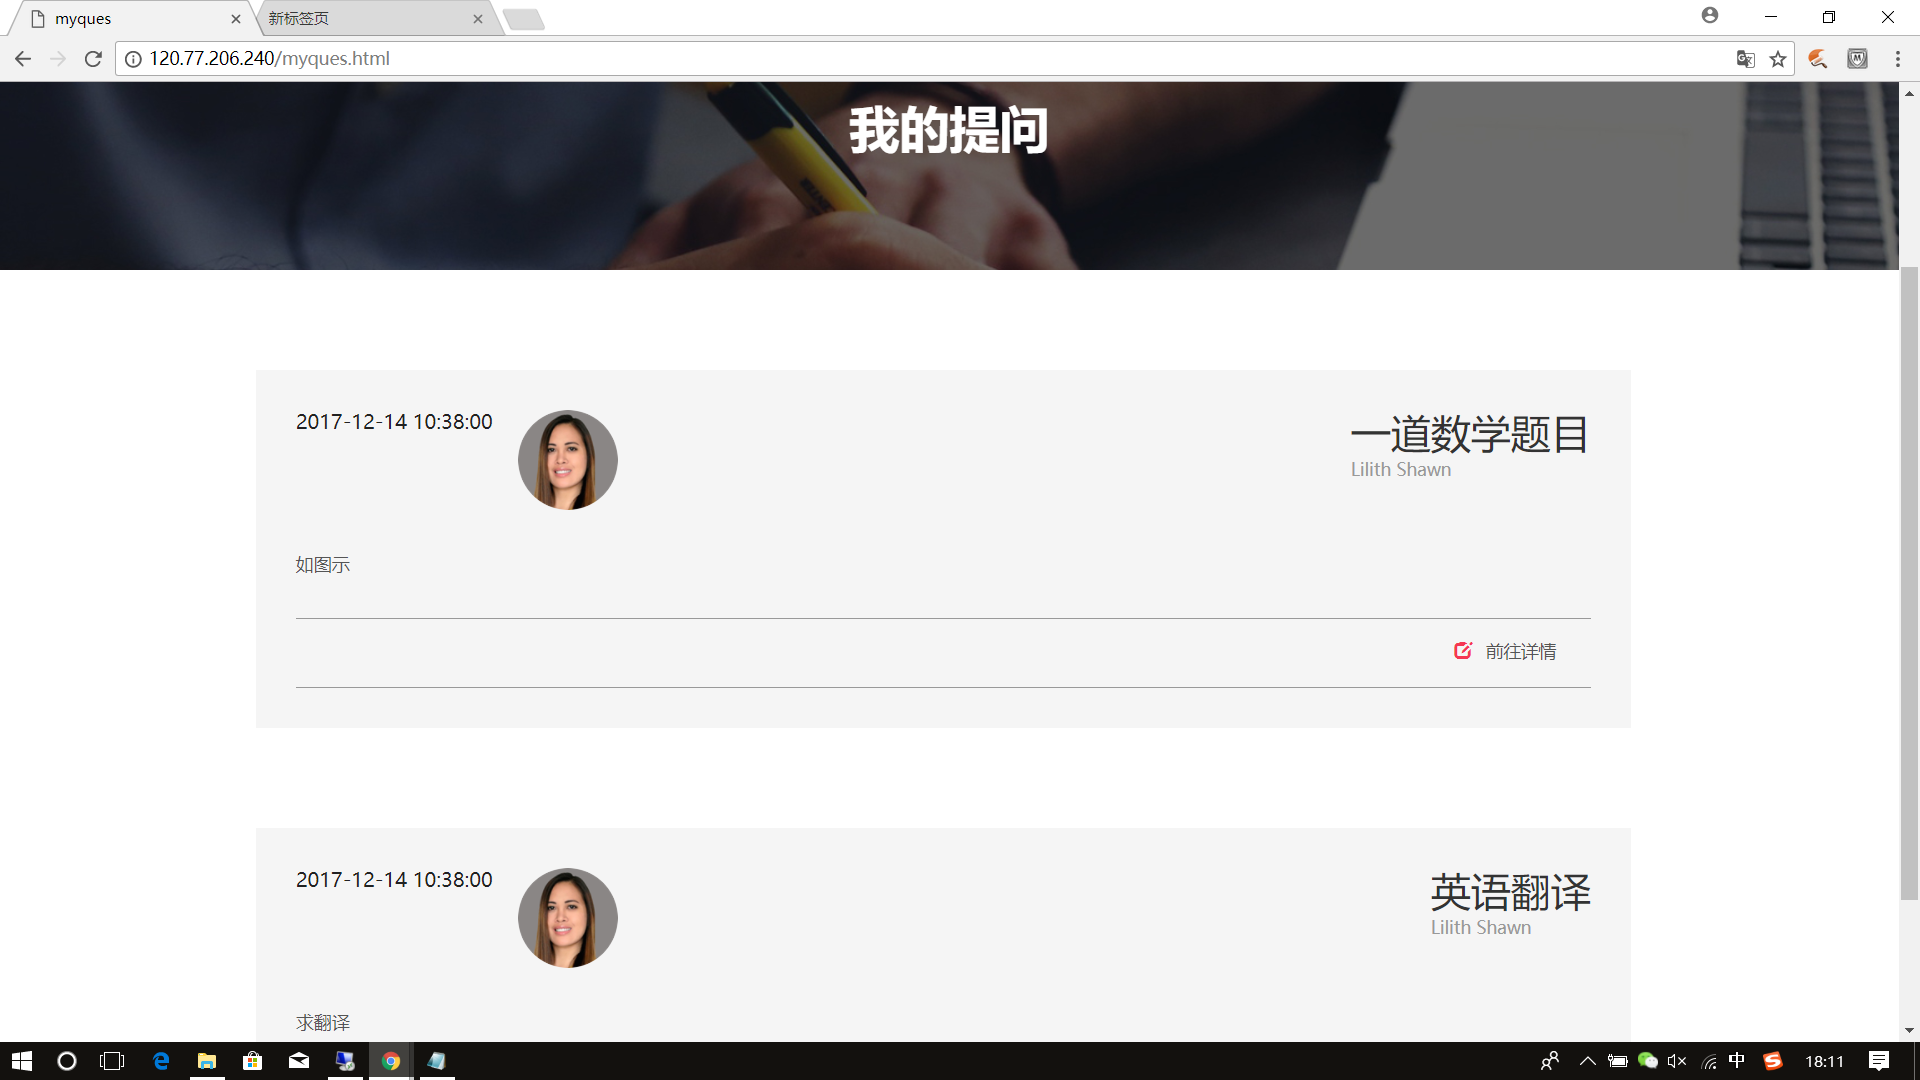 myques
新标签页
120.77.206.240/myques.html
我的提问
2017-12-14 10:38:00
一道数学题目
Lilith Shawn
如图示
前往详情
2017-12-14 10:38:00
英语翻译
Lilith Shawn
求翻译
中
18:11